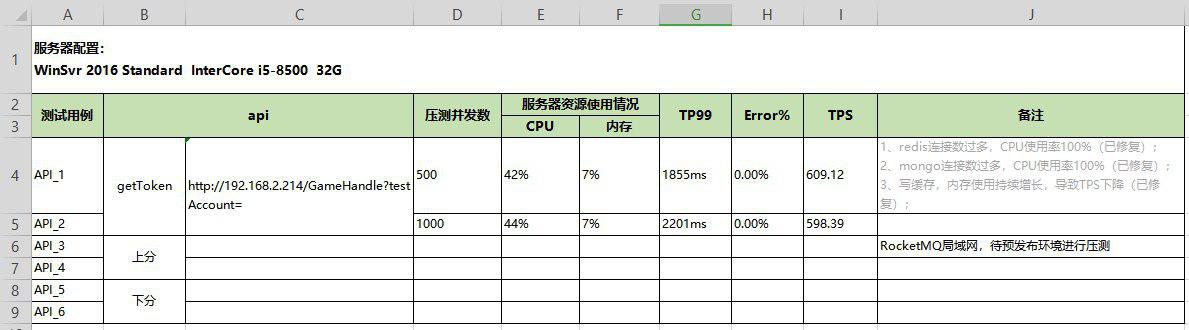 A B C D E F G H I J
1 服务器配置：
WinSvr 2016 Standard InterCore i5-8500 32G
2 测试用例 api 压测并发数 服务器资源使用情况 TP99 Error% TPS 备注
3 CPU 内存
4 API_1 getToken http://192.168.2.214/GameHandle?test
Account= 500 42% 7% 1855ms 0.00% 609.12 1、redis连接数过多，CPU使用率100%（已修复）；
2、mongo连接数过多，CPU使用率100%（已修复）；
3、写缓存，内存使用持续增长，导致TPS下降（已修
复）；
5 API_2 1000 44% 7% 2201ms 0.00% 598.39
6 API_3 上分 RocketMQ局域网，待预发布环境进行压测
7 API_4
8 API_5 下分
9 API_6